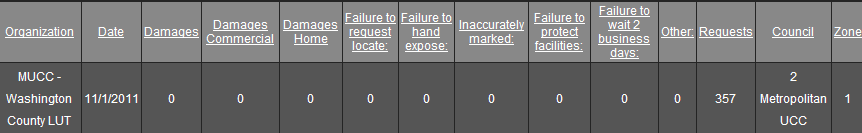 Organization Date Damages Damages Commercial Damages Home Failure to request locate: Failure to hand expose: Inaccurately marked: Failure to protect facilities: Failure to wait 2 business days: Other: Requests Council Zone
MUCC - Washington County LUT 11/1/2011 0 0 0 0 0 0 0 0 0 357 2 Metropolitan UCC 1